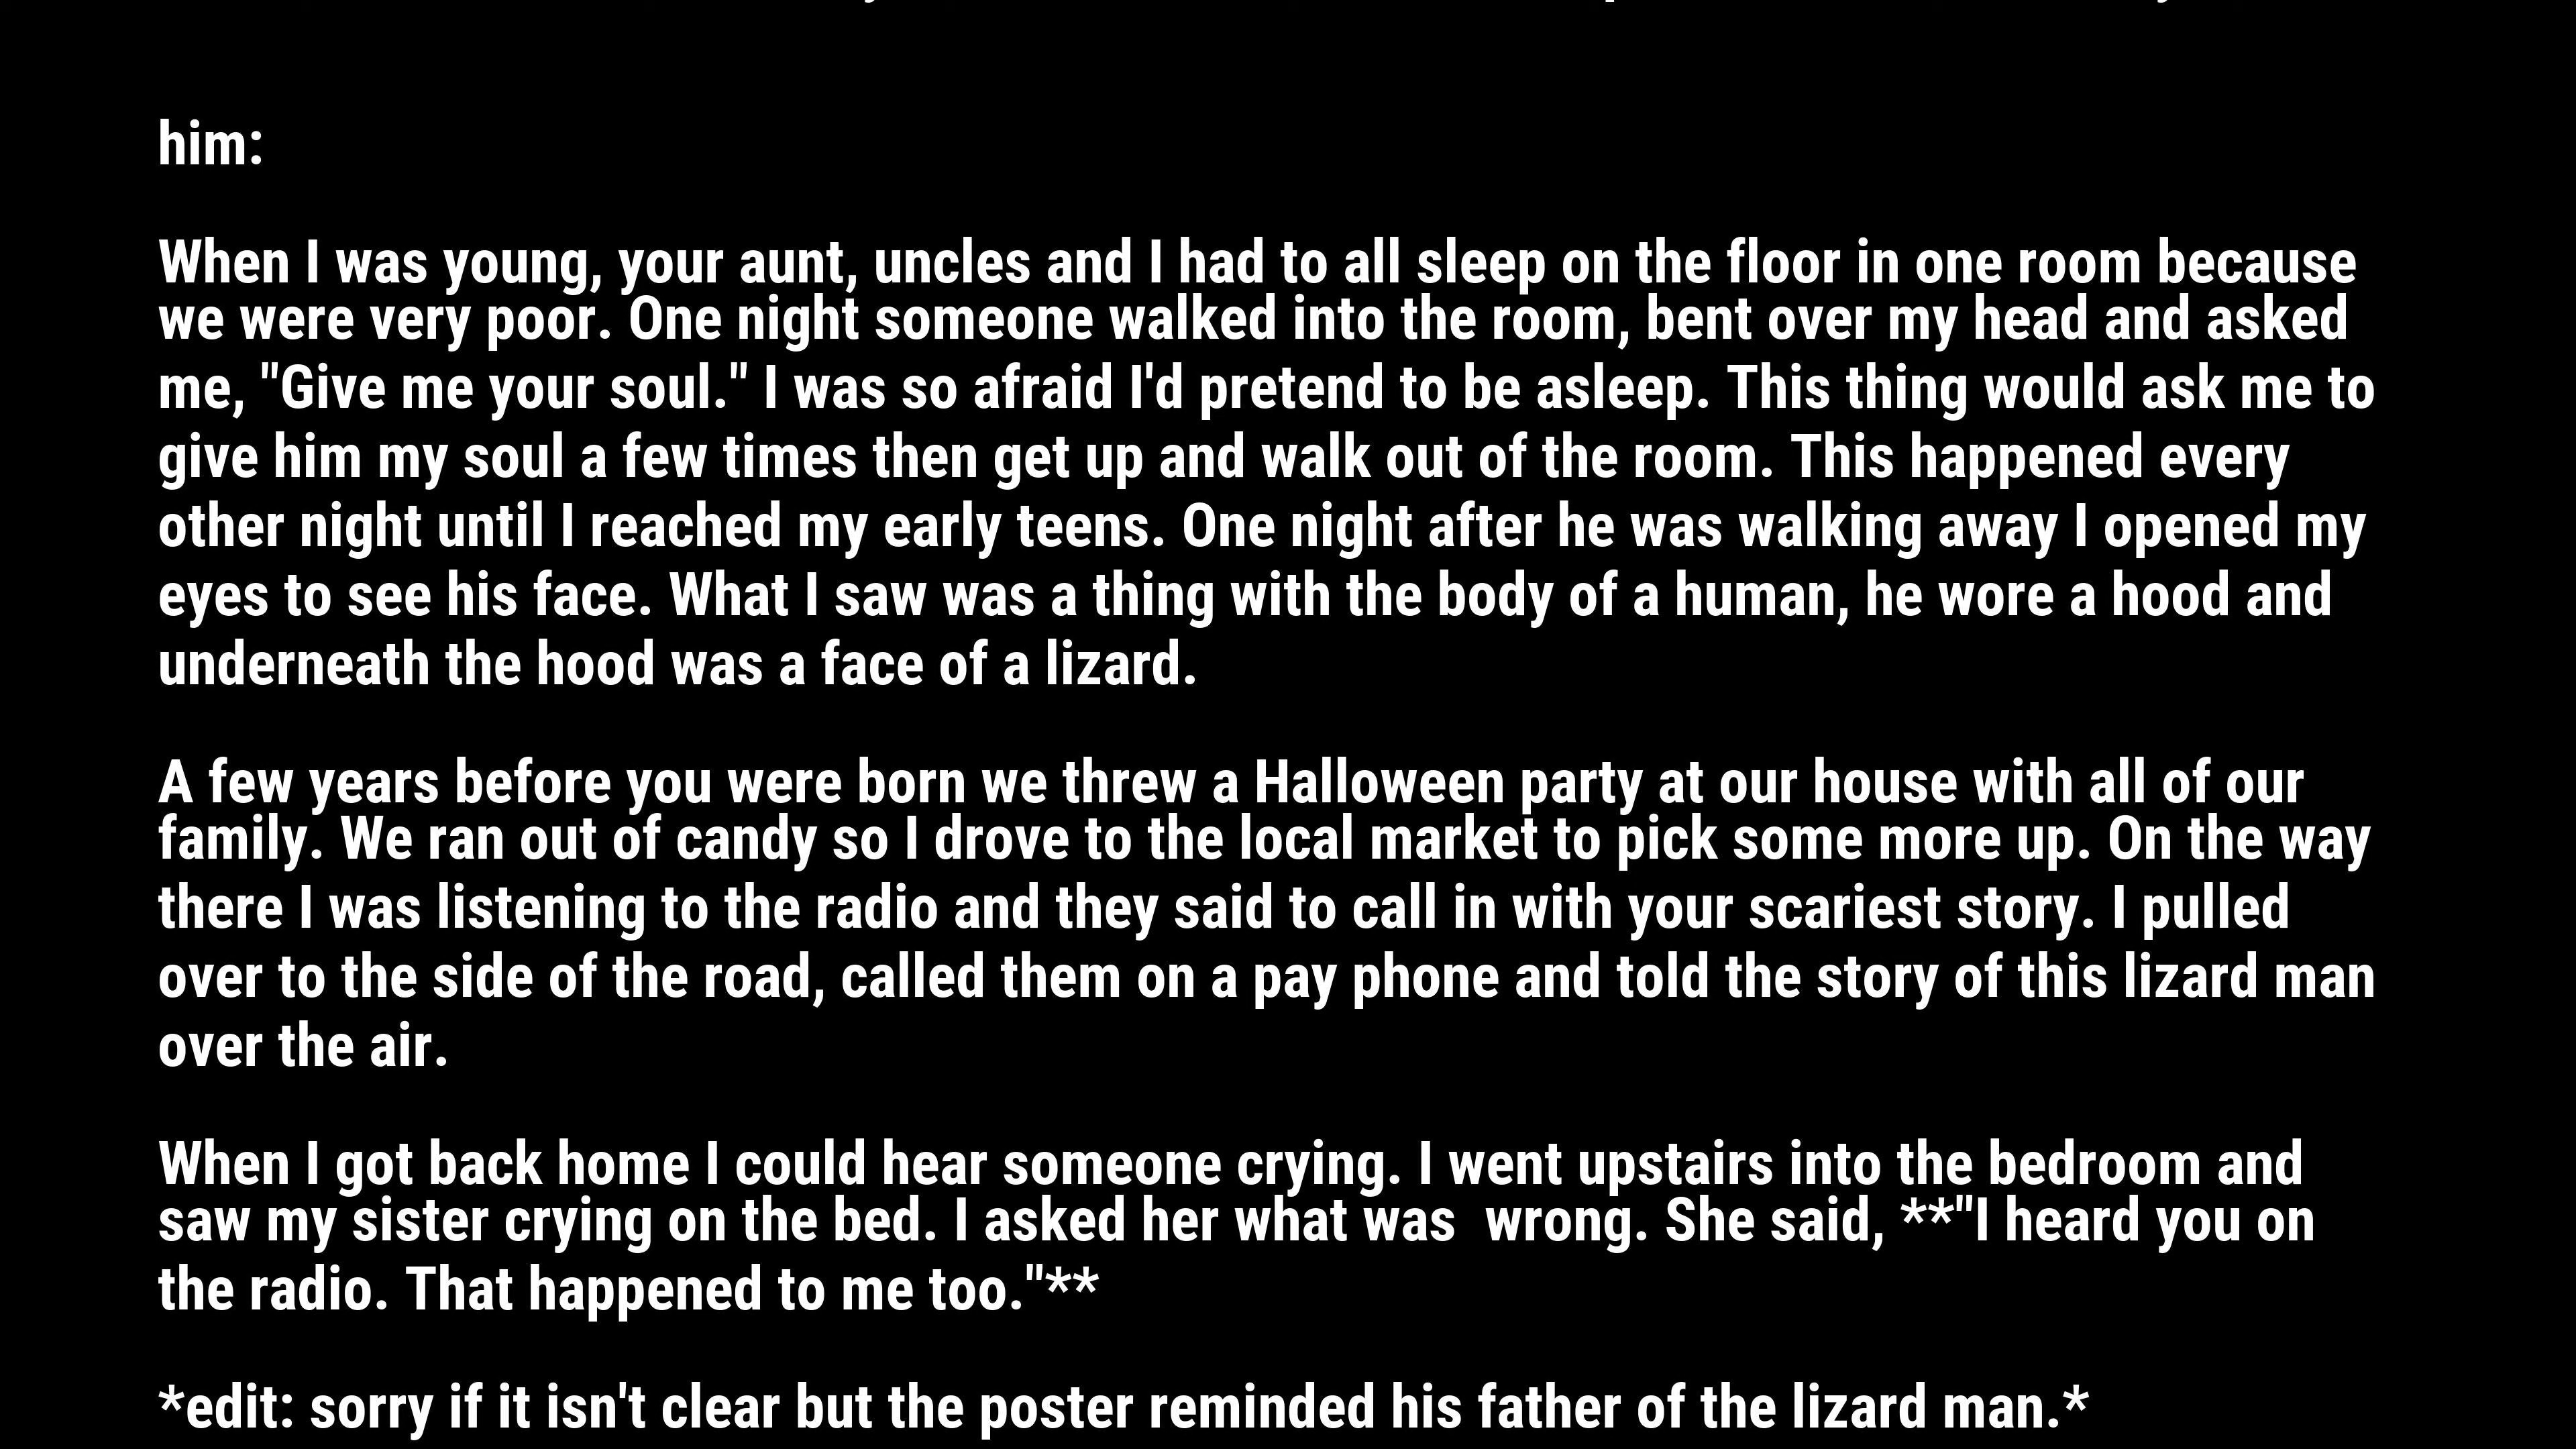 him:
When I was young, your aunt, uncles and I had to all sleep on the floor in one room because
we were very poor. One night someone walked into the room, bent over my head and asked
me, "Give me your soul." I was so afraid I'd pretend to be asleep. This thing would ask me to
give him my soul a few times then get up and walk out of the room. This happened every
other night until I reached my early teens. One night after he was walking away I opened my
eyes to see his face. What I saw was a thing with the body of a human, he wore a hood and
underneath the hood was a face of a lizard.
A few years before you were born we threw a Halloween party at our house with all of our
family. We ran out of candy so I drove to the local market to pick some more up. On the way
there I was listening to the radio and they said to call in with your scariest story. I pulled
over to the side of the road, called them on a pay phone and told the story of this lizard man
over the air.
When I got back home I could hear someone crying. I went upstairs into the bedroom and
saw my sister crying on the bed. I asked her what was  wrong. She said, **"I heard you on
the radio. That happened to me too."**
*edit: sorry if it isn't clear but the poster reminded his father of the lizard man.*